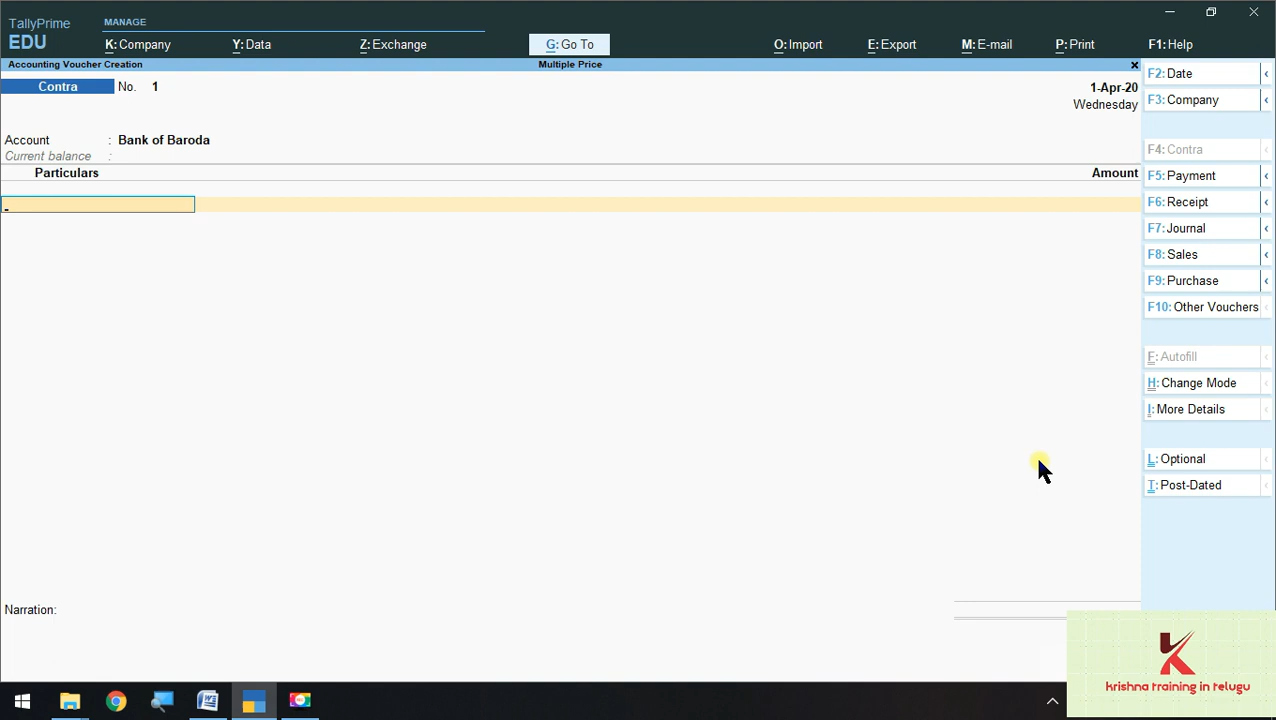 TallyPrime
EDU
MANAGE
K: Company
Y: Data
Z: Exchange
G: Go To
O: Import
E: Export
M: E-mail
P: Print
F1: Help
Accounting Voucher Creation
Multiple Price
Contra No. 1
1-Apr-20
Wednesday
Account : Bank of Baroda
Current balance :
Particulars
Amount
Narration:
F2: Date
F3: Company
F4: Contra
F5: Payment
F6: Receipt
F7: Journal
F8: Sales
F9: Purchase
F10: Other Vouchers
F: Autofill
H: Change Mode
I: More Details
L: Optional
T: Post-Dated
krishna training in telugu